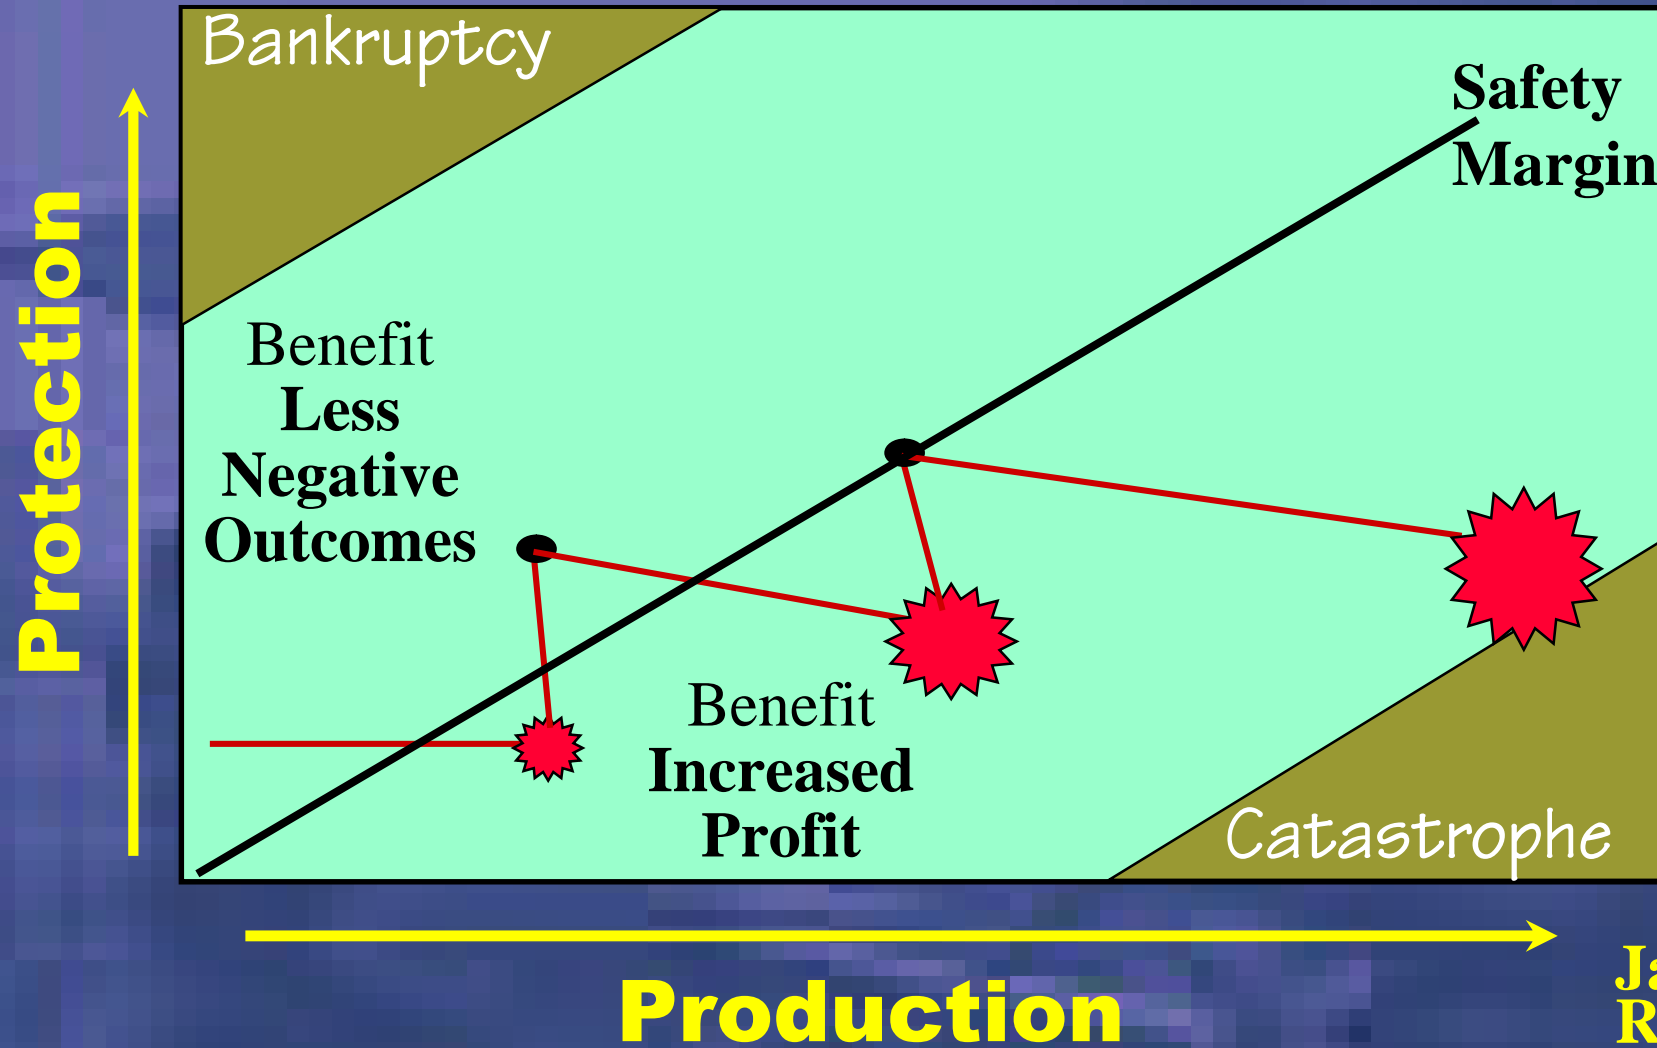 Bankruptcy
Safety
Margin
Protection
Benefit
Less
Negative
Outcomes
Benefit
Increased
Profit
Catastrophe
Production